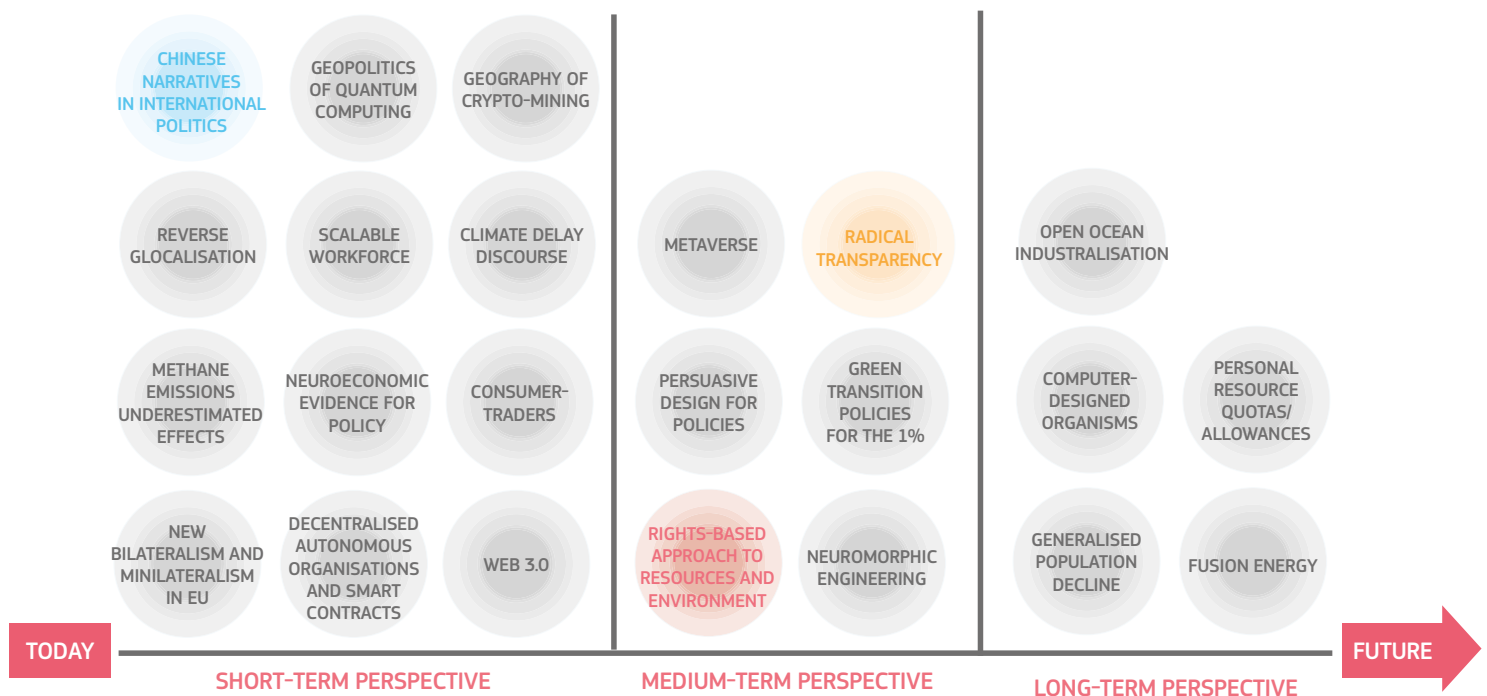 CHINESE
NARRATIVES
IN INTERNATIONAL
POLITICS
GEOPOLITICS
OF QUANTUM
COMPUTING
GEOGRAPHY OF
CRYPTO-MINING
REVERSE
GLOCALISATION
SCALABLE
WORKFORCE
CLIMATE DELAY
DISCOURSE
METAVERSE
RADICAL
TRANSPARENCY
OPEN OCEAN
INDUSTRALISATION
METHANE
EMISSIONS
UNDERESTIMATED
EFFECTS
NEUROECONOMIC
EVIDENCE FOR
POLICY
CONSUMER-
TRADERS
PERSUASIVE
DESIGN FOR
POLICIES
GREEN
TRANSITION
POLICIES
FOR THE 1%
COMPUTER-
DESIGNED
ORGANISMS
PERSONAL
RESOURCE
QUOTAS/
ALLOWANCES
NEW
BILATERALISM AND
MINILATERALISM
IN EU
DECENTRALISED
AUTONOMOUS
ORGANISATIONS
AND SMART
CONTRACTS
WEB 3.0
RIGHTS-BASED
APPROACH TO
RESOURCES AND
ENVIRONMENT
NEUROMORPHIC
ENGINEERING
GENERALISED
POPULATION
DECLINE
FUSION ENERGY
TODAY
FUTURE
SHORT-TERM PERSPECTIVE
MEDIUM-TERM PERSPECTIVE
LONG-TERM PERSPECTIVE